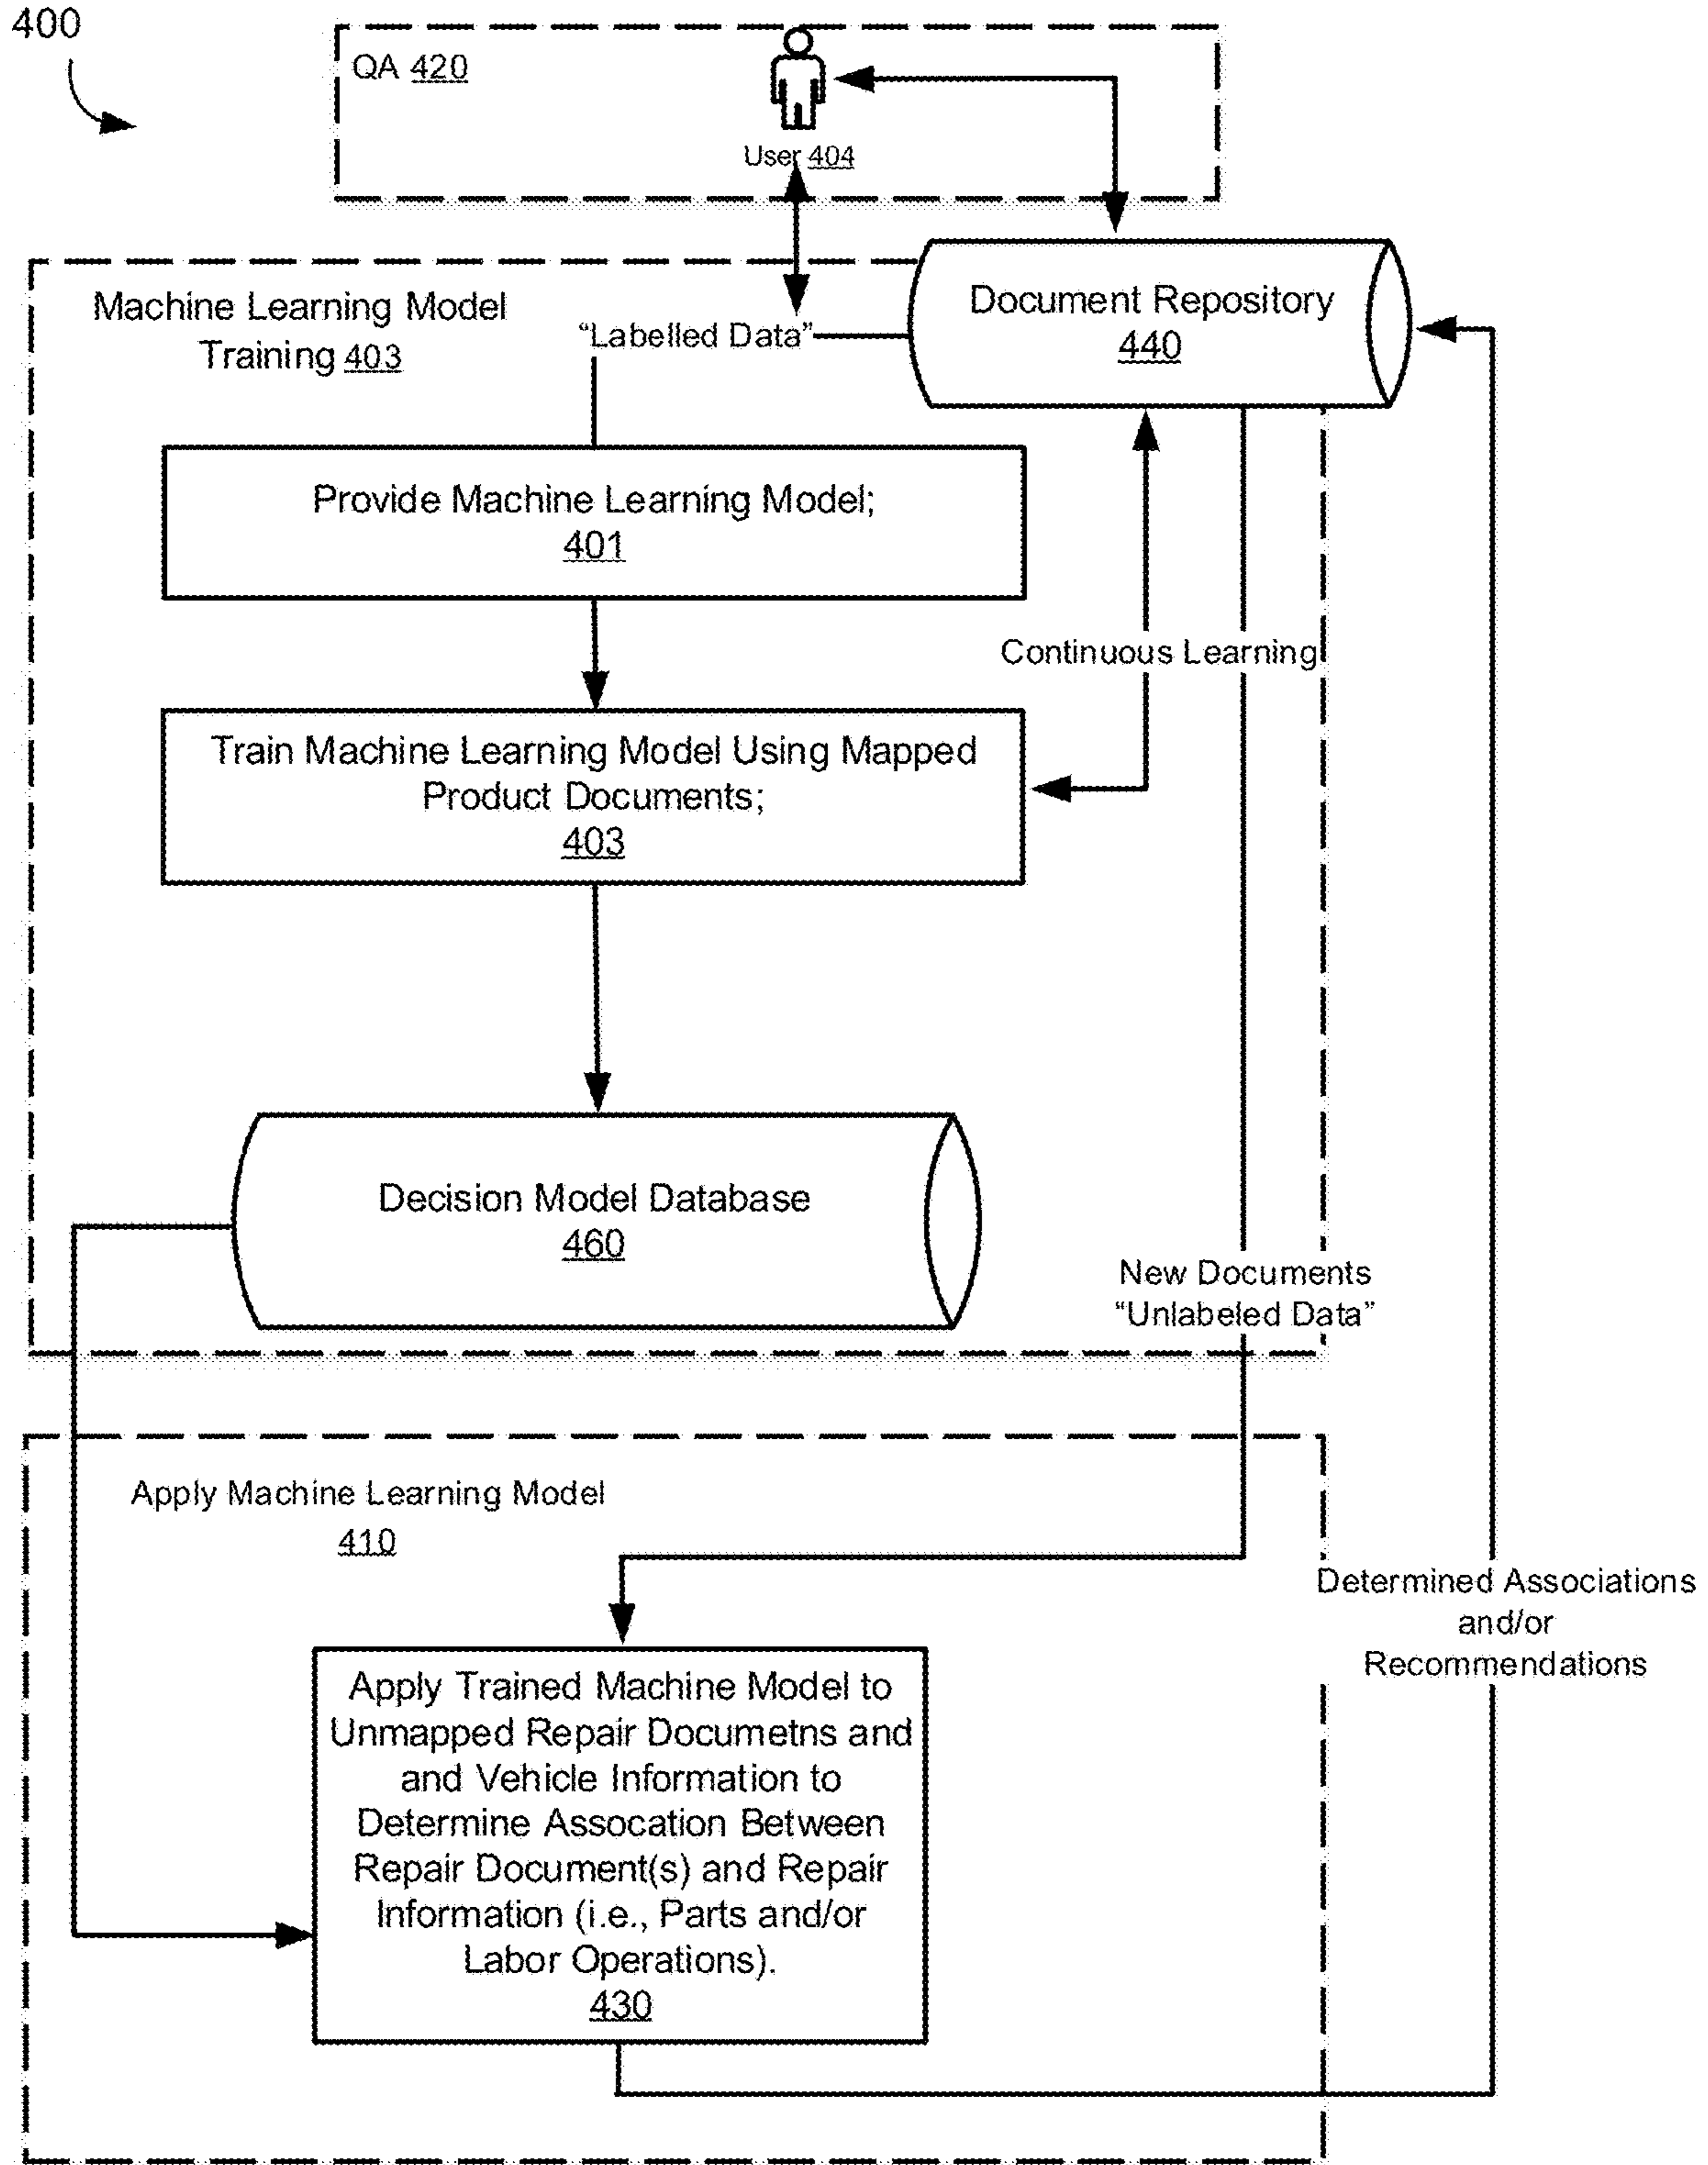 400
QA 420
User 404
Machine Learning Model
Training 403
"Labelled Data"
Document Repository
440
Provide Machine Learning Model;
401
Continuous Learning
Train Machine Learning Model Using Mapped
Product Documents;
403
Decision Model Database
460
New Documents
"Unlabeled Data"
Apply Machine Learning Model
410
Determined Associations
and/or
Recommendations
Apply Trained Machine Model to
Unmapped Repair Documetns and
and Vehicle Information to
Determine Assocation Between
Repair Document(s) and Repair
Information (i.e., Parts and/or
Labor Operations).
430